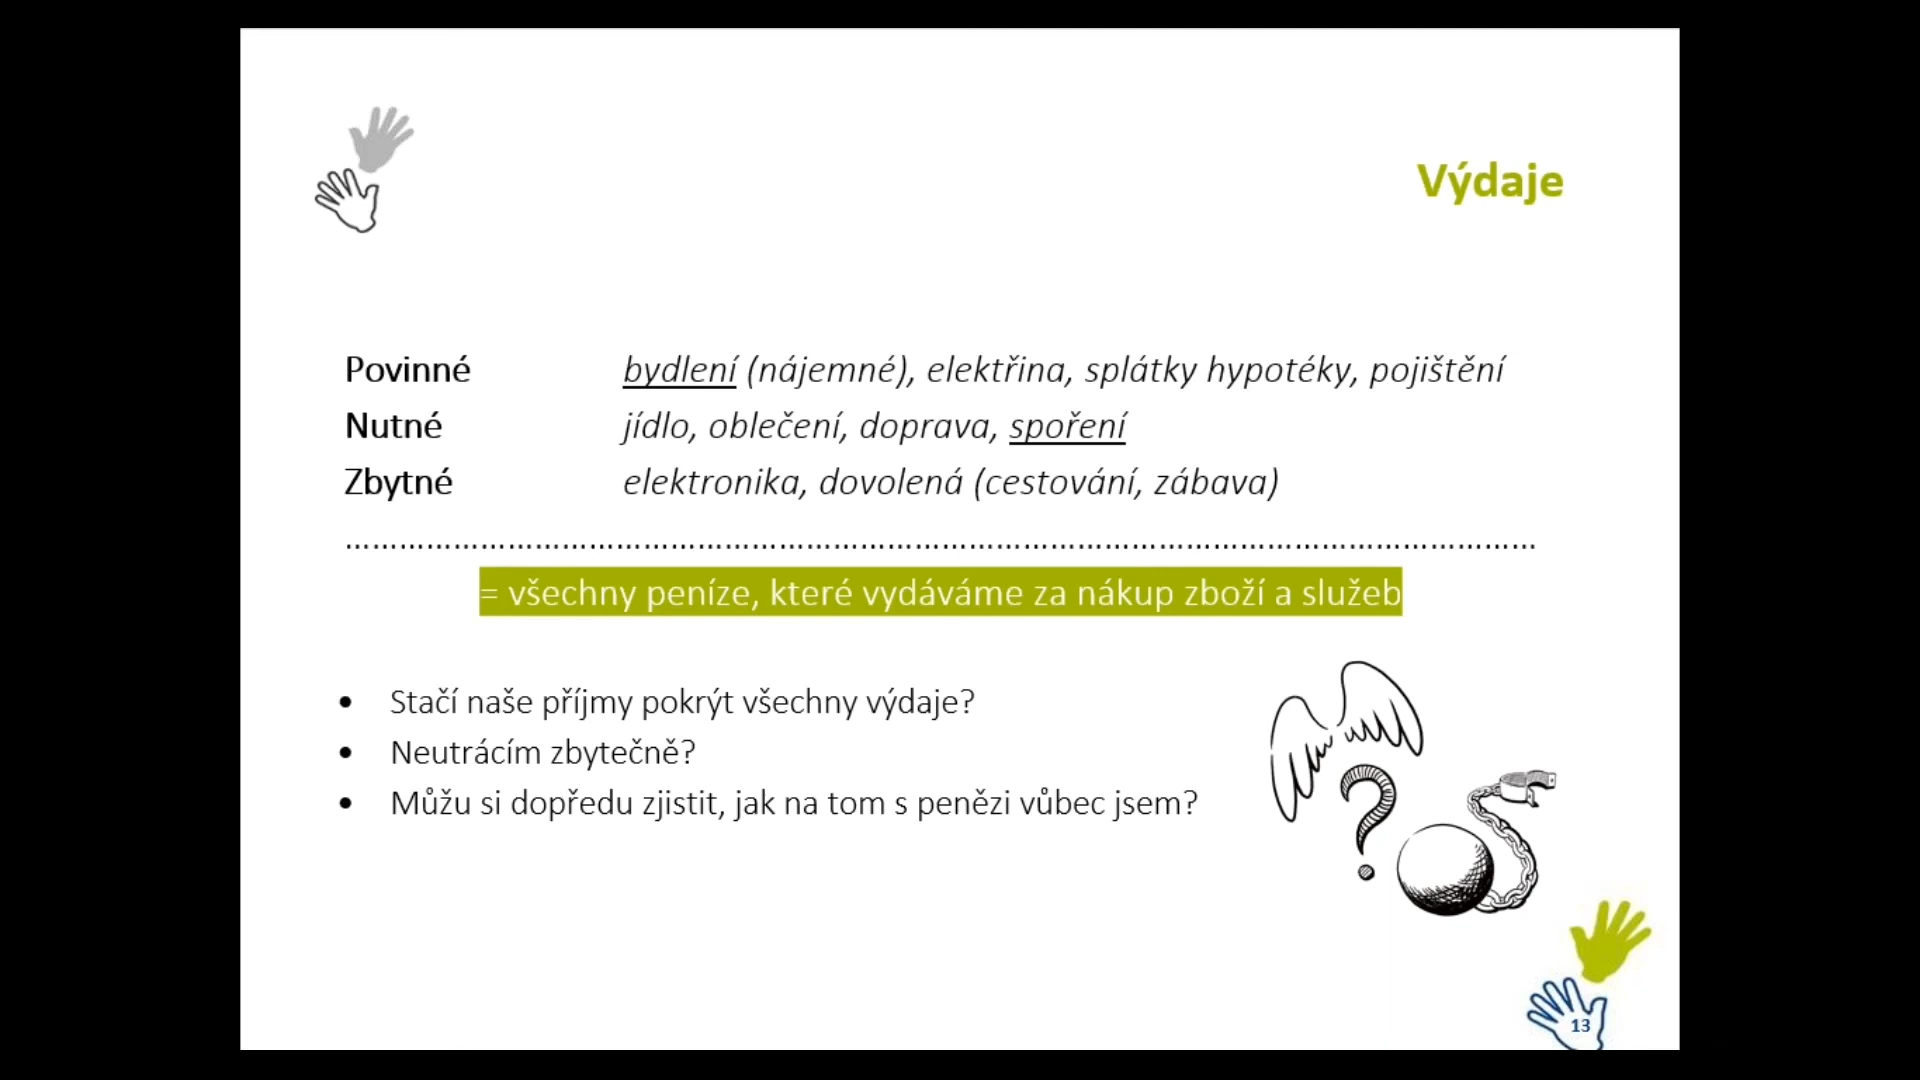 Výdaje
Povinné bydlení (nájemné), elektřina, splátky hypotéky, pojištění
Nutné jídlo, oblečení, doprava, spoření
Zbytné elektronika, dovolená (cestování, zábava)
…………………………………………………………………………………………………………………
= všechny peníze, které vydáváme za nákup zboží a služeb
• Stačí naše příjmy pokrýt všechny výdaje?
• Neutrácím zbytečně?
• Můžu si dopředu zjistit, jak na tom s penězi vůbec jsem?
13